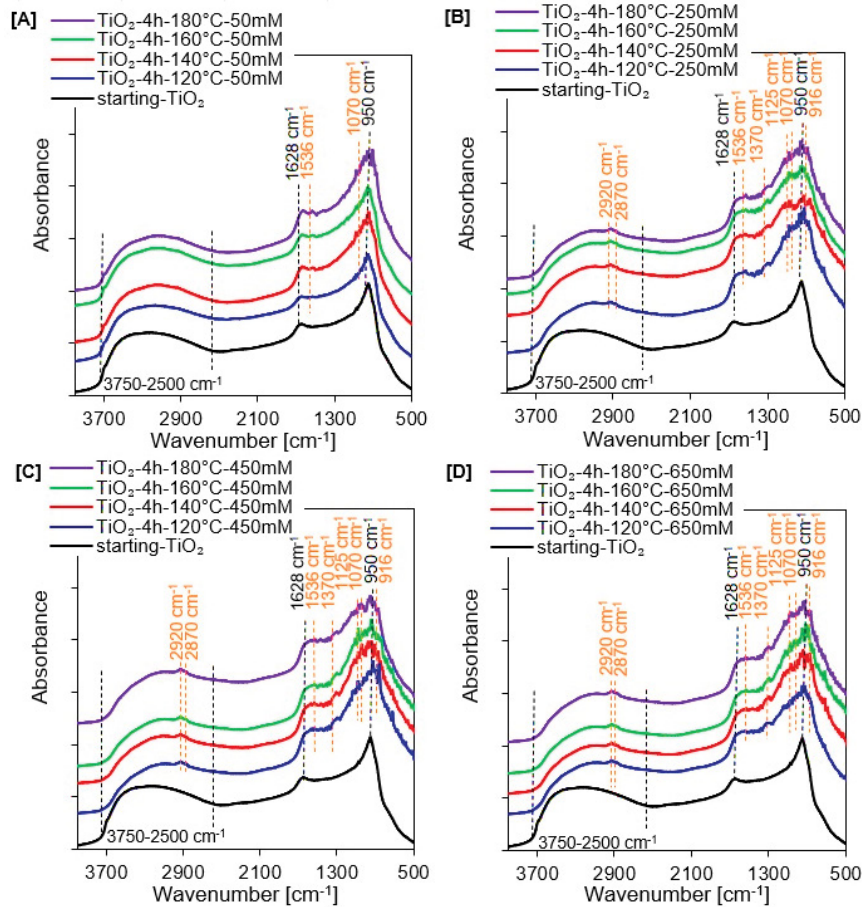 [A]
TiO₂-4h-180°C-50mM
TiO₂-4h-160°C-50mM
TiO₂-4h-140°C-50mM
TiO₂-4h-120°C-50mM
starting-TiO₂
1628 cm⁻¹
1536 cm⁻¹
1070 cm⁻¹
950 cm⁻¹
Absorbance
3750-2500 cm⁻¹
3700 2900 2100 1300 500
Wavenumber [cm⁻¹]
[B]
TiO₂-4h-180°C-250mM
TiO₂-4h-160°C-250mM
TiO₂-4h-140°C-250mM
TiO₂-4h-120°C-250mM
starting-TiO₂
2920 cm⁻¹
2870 cm⁻¹
1628 cm⁻¹
1536 cm⁻¹
1370 cm⁻¹
1125 cm⁻¹
1070 cm⁻¹
950 cm⁻¹
916 cm⁻¹
Absorbance
3750-2500 cm⁻¹
3700 2900 2100 1300 500
Wavenumber [cm⁻¹]
[C]
TiO₂-4h-180°C-450mM
TiO₂-4h-160°C-450mM
TiO₂-4h-140°C-450mM
TiO₂-4h-120°C-450mM
starting-TiO₂
2920 cm⁻¹
2870 cm⁻¹
1628 cm⁻¹
1536 cm⁻¹
1370 cm⁻¹
1125 cm⁻¹
1070 cm⁻¹
950 cm⁻¹
916 cm⁻¹
Absorbance
3750-2500 cm⁻¹
3700 2900 2100 1300 500
Wavenumber [cm⁻¹]
[D]
TiO₂-4h-180°C-650mM
TiO₂-4h-160°C-650mM
TiO₂-4h-140°C-650mM
TiO₂-4h-120°C-650mM
starting-TiO₂
2920 cm⁻¹
2870 cm⁻¹
1628 cm⁻¹
1536 cm⁻¹
1370 cm⁻¹
1125 cm⁻¹
1070 cm⁻¹
950 cm⁻¹
916 cm⁻¹
Absorbance
3750-2500 cm⁻¹
3700 2900 2100 1300 500
Wavenumber [cm⁻¹]